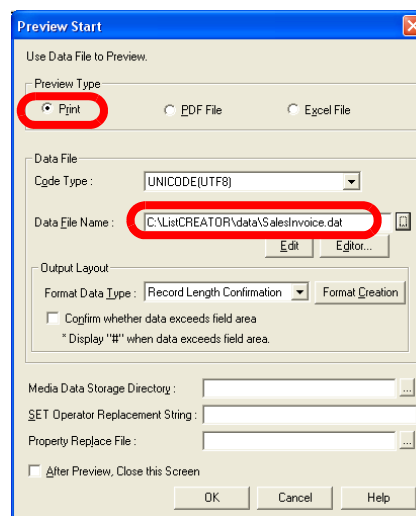 Preview Start
Use Data File to Preview.
Preview Type
Print PDF File Excel File
Data File
Code Type : UNICODE(UTF8)
Data File Name : C:\ListCREATOR\data\SalesInvoice.dat
Edit Editor...
Output Layout
Format Data Type : Record Length Confirmation Format Creation
Confirm whether data exceeds field area
* Display "#" when data exceeds field area.
Media Data Storage Directory : ...
SET Operator Replacement String :
Property Replace File : ...
After Preview, Close this Screen
OK Cancel Help